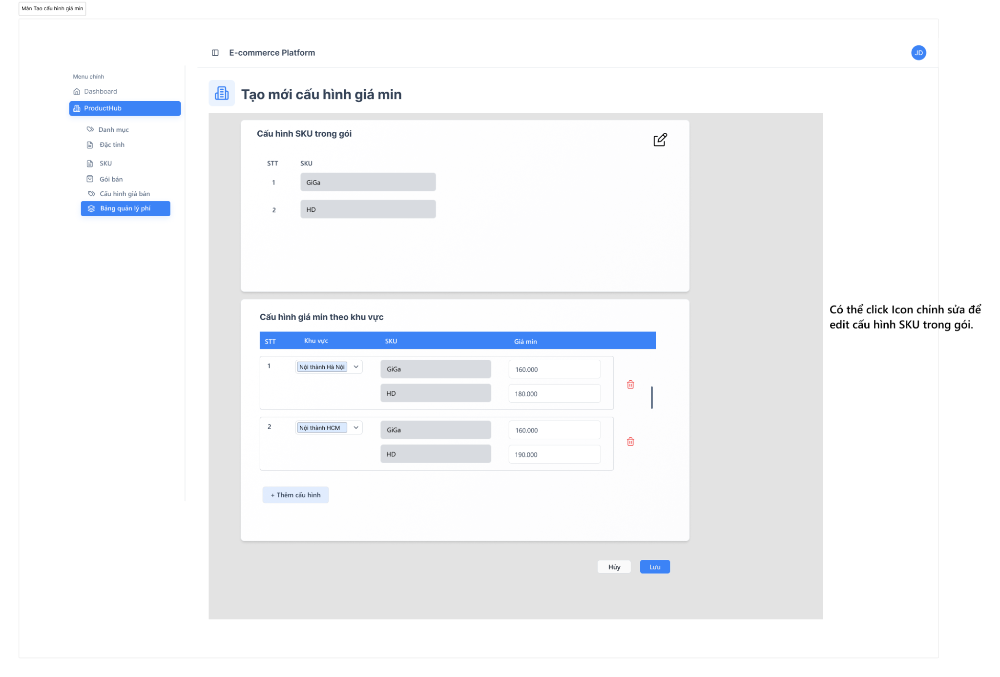 Màn Tạo cấu hình giá min
E-commerce Platform
JD
Menu chính
Dashboard
ProductHub
Danh mục
Đặc tính
SKU
Gói bán
Cấu hình giá bán
Bảng quản lý phí
Tạo mới cấu hình giá min
Cấu hình SKU trong gói
STT SKU
1 GiGa
2 HD
Cấu hình giá min theo khu vực
STT Khu vực SKU Giá min
1 Nội thành Hà Nội GiGa 160.000
HD 180.000
2 Nội thành HCM GiGa 160.000
HD 190.000
+ Thêm cấu hình
Hủy Lưu
Có thể click Icon chỉnh sửa để
edit cấu hình SKU trong gói.